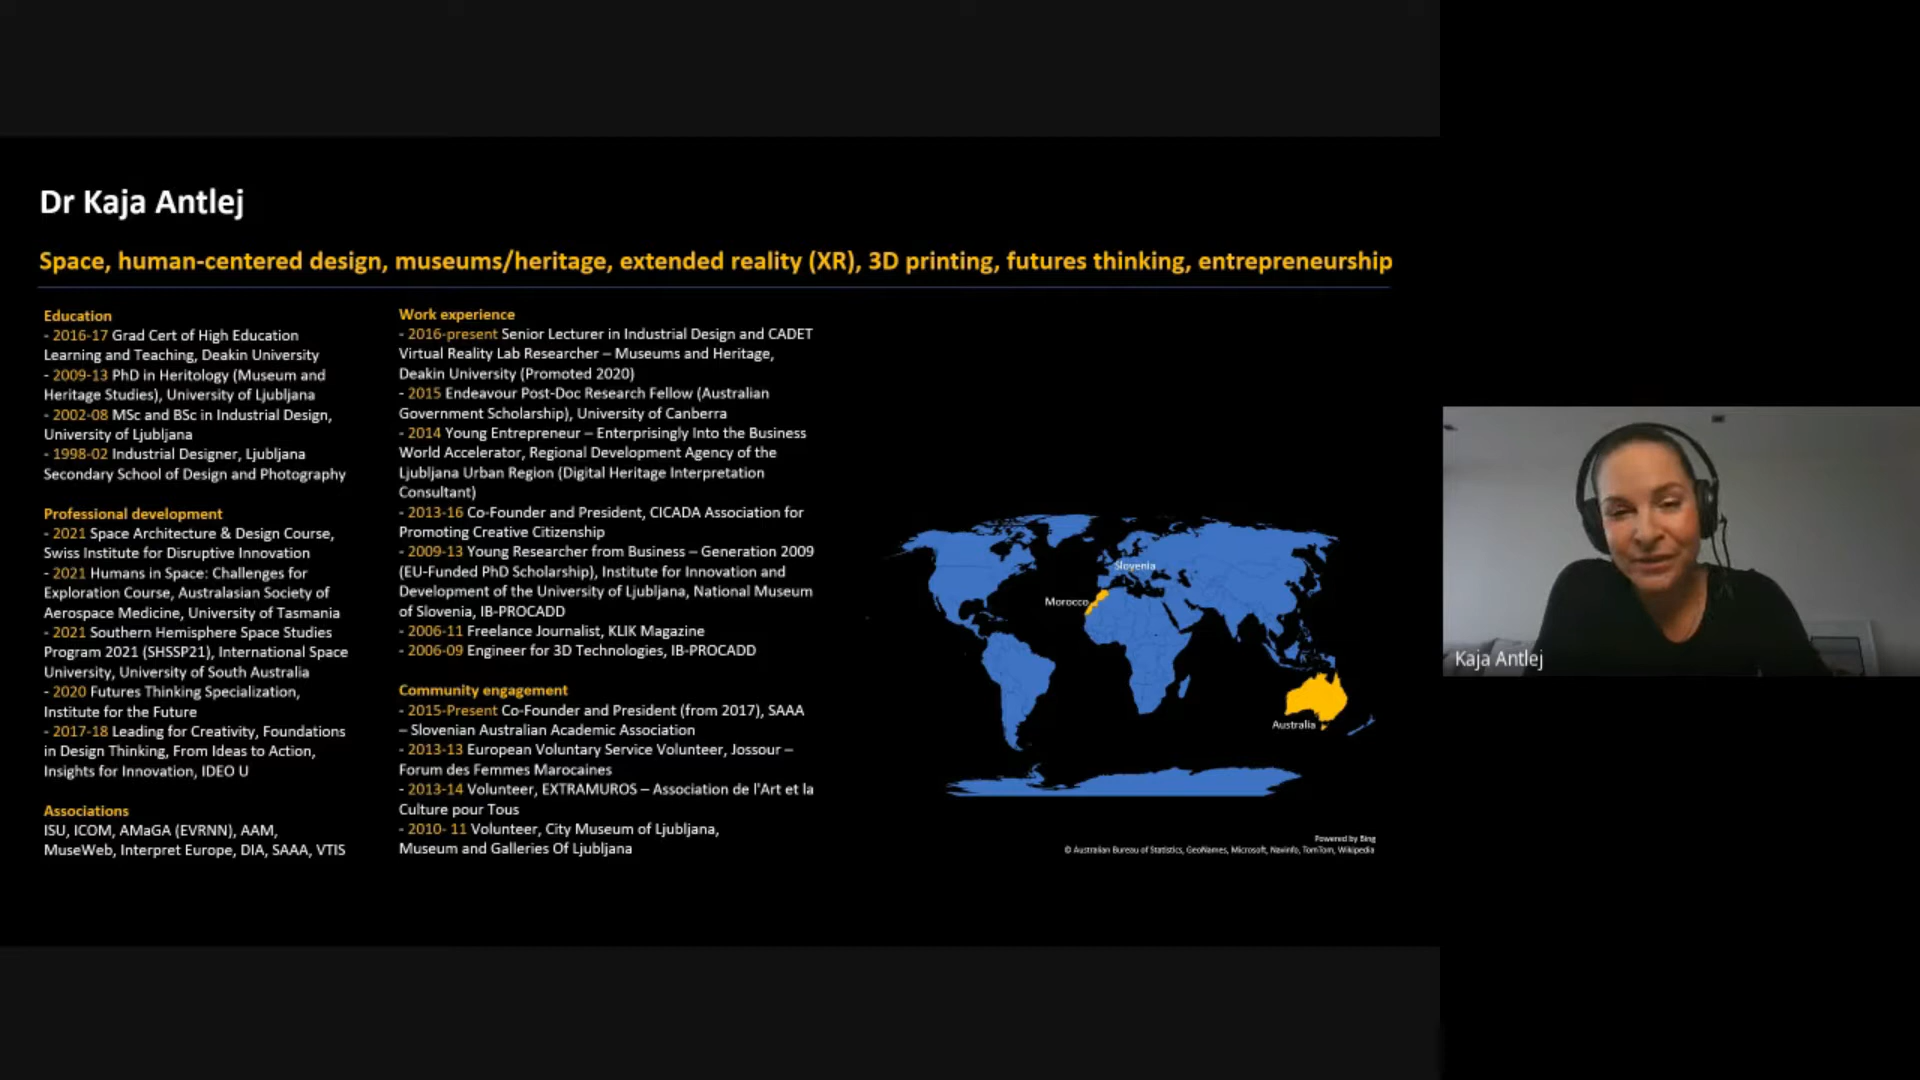 Dr Kaja Antlej
Space, human-centered design, museums/heritage, extended reality (XR), 3D printing, futures thinking, entrepreneurship
Education
- 2016-17 Grad Cert of High Education
Learning and Teaching, Deakin University
- 2009-13 PhD in Heritology (Museum and
Heritage Studies), University of Ljubljana
- 2002-08 MSc and BSc in Industrial Design,
University of Ljubljana
- 1998-02 Industrial Designer, Ljubljana
Secondary School of Design and Photography
Professional development
- 2021 Space Architecture & Design Course,
Swiss Institute for Disruptive Innovation
- 2021 Humans in Space: Challenges for
Exploration Course, Australasian Society of
Aerospace Medicine, University of Tasmania
- 2021 Southern Hemisphere Space Studies
Program 2021 (SHSSP21), International Space
University, University of South Australia
- 2020 Futures Thinking Specialization,
Institute for the Future
- 2017-18 Leading for Creativity, Foundations
in Design Thinking, From Ideas to Action,
Insights for Innovation, IDEO U
Associations
ISU, ICOM, AMaGA (EVRNN), AAM,
MuseWeb, Interpret Europe, DIA, SAAA, VTIS
Work experience
- 2016-present Senior Lecturer in Industrial Design and CADET
Virtual Reality Lab Researcher – Museums and Heritage,
Deakin University (Promoted 2020)
- 2015 Endeavour Post-Doc Research Fellow (Australian
Government Scholarship), University of Canberra
- 2014 Young Entrepreneur – Enterprisingly Into the Business
World Accelerator, Regional Development Agency of the
Ljubljana Urban Region (Digital Heritage Interpretation
Consultant)
- 2013-16 Co-Founder and President, CICADA Association for
Promoting Creative Citizenship
- 2009-13 Young Researcher from Business – Generation 2009
(EU-Funded PhD Scholarship), Institute for Innovation and
Development of the University of Ljubljana, National Museum
of Slovenia, IB-PROCADD
- 2006-11 Freelance Journalist, KLIK Magazine
- 2006-09 Engineer for 3D Technologies, IB-PROCADD
Community engagement
- 2015-Present Co-Founder and President (from 2017), SAAA
– Slovenian Australian Academic Association
- 2013-13 European Voluntary Service Volunteer, Jossour –
Forum des Femmes Marocaines
- 2013-14 Volunteer, EXTRAMUROS – Association de l'Art et la
Culture pour Tous
- 2010- 11 Volunteer, City Museum of Ljubljana,
Museum and Galleries Of Ljubljana
Slovenia
Morocco
Australia
Powered by Bing
© Australian Bureau of Statistics, GeoNames, Microsoft, Navinfo, TomTom, Wikipedia
Kaja Antlej